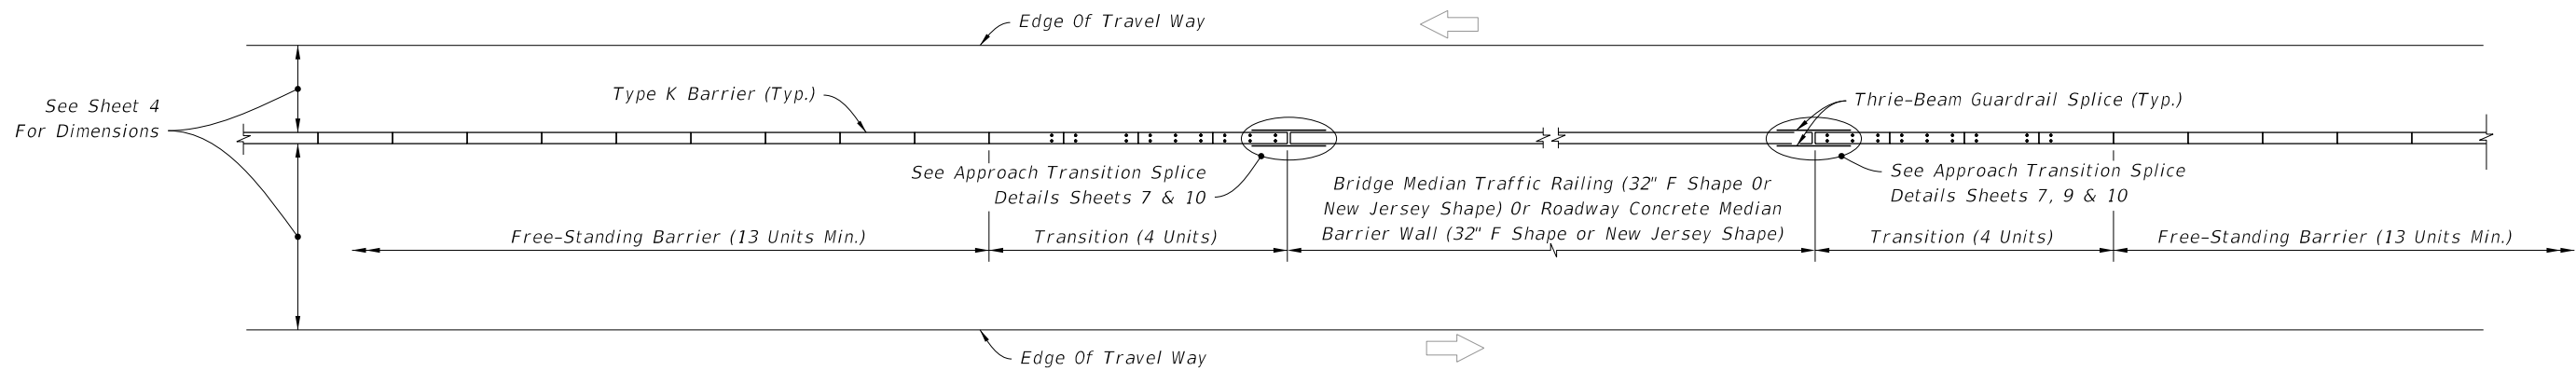 Edge Of Travel Way
See Sheet 4
For Dimensions
Type K Barrier (Typ.)
Thrie-Beam Guardrail Splice (Typ.)
See Approach Transition Splice
Details Sheets 7 & 10
Bridge Median Traffic Railing (32" F Shape Or
New Jersey Shape) Or Roadway Concrete Median
Barrier Wall (32" F Shape or New Jersey Shape)
See Approach Transition Splice
Details Sheets 7, 9 & 10
Free-Standing Barrier (13 Units Min.)
Transition (4 Units)
Transition (4 Units)
Free-Standing Barrier (13 Units Min.)
Edge Of Travel Way